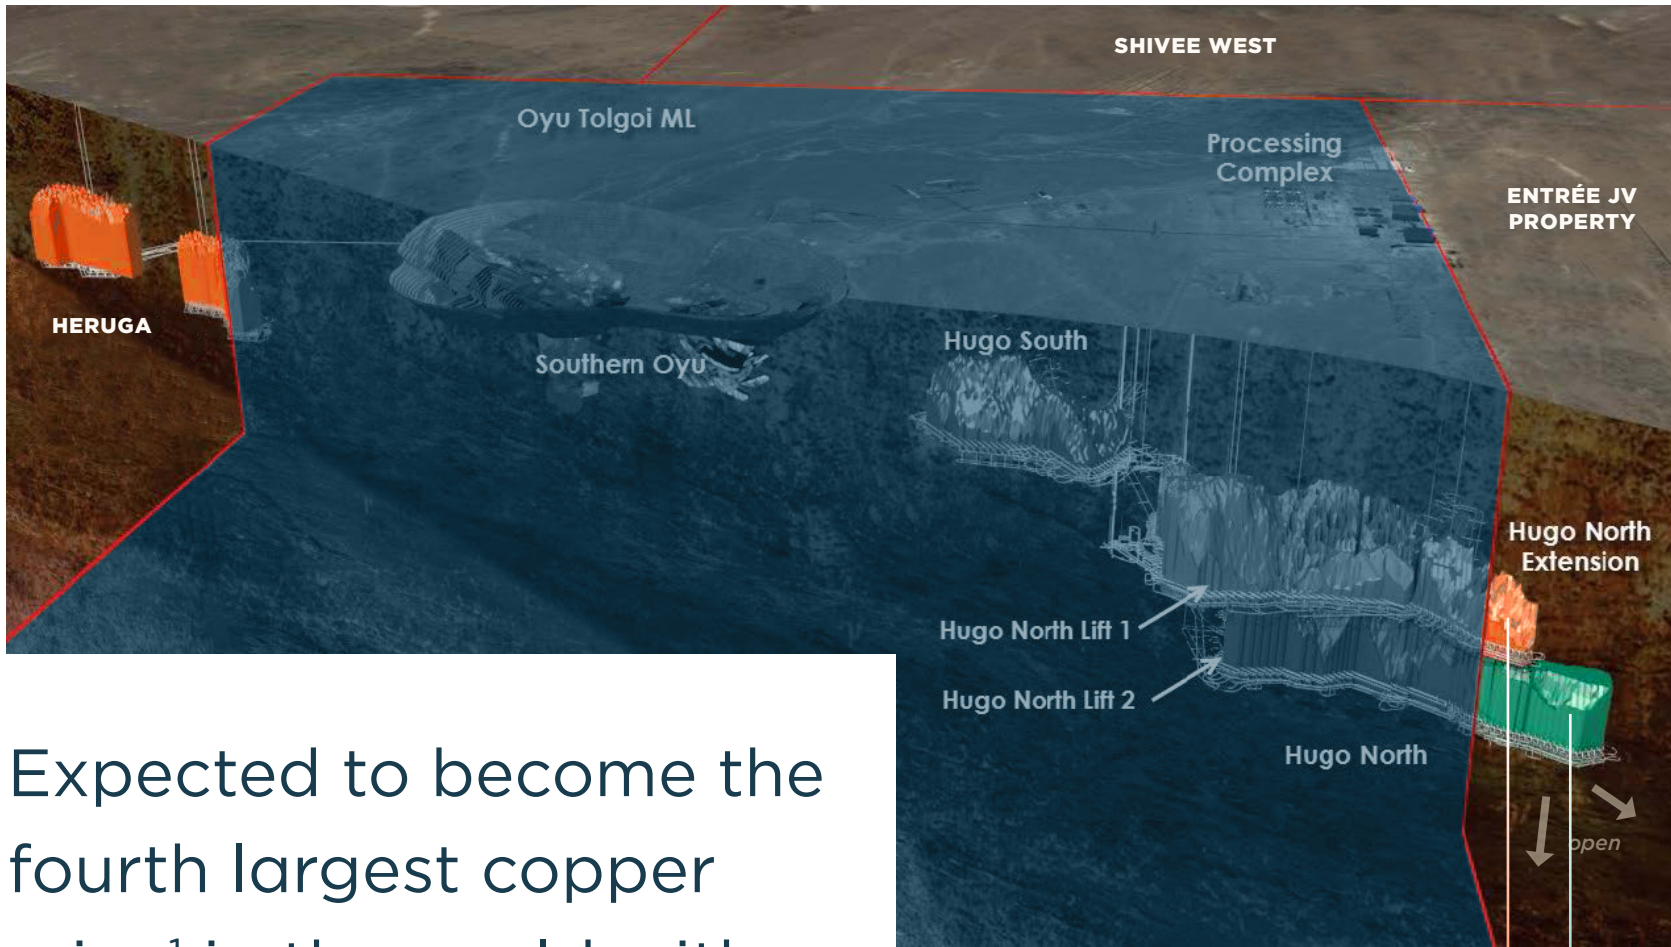 SHIVEE WEST
Oyu Tolgoi ML
Processing
Complex
ENTRÉE JV
PROPERTY
HERUGA
Southern Oyu
Hugo South
Hugo North
Extension
Hugo North Lift 1
Hugo North Lift 2
Hugo North
open
Expected to become the
fourth largest copper